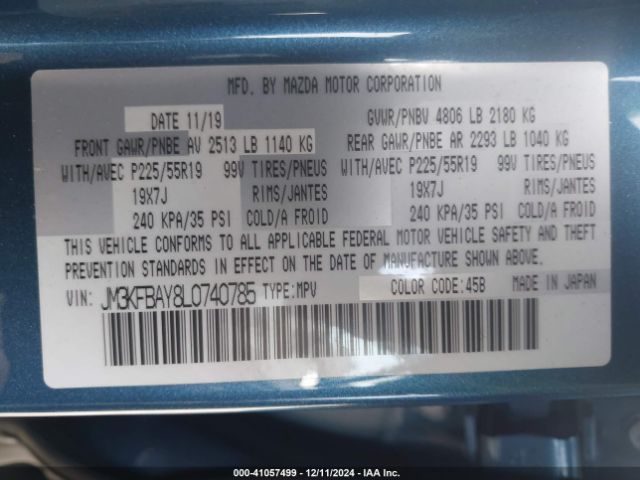 MFD. BY MAZDA MOTOR CORPORATION
DATE 11/19 GVWR/PNBV 4806 LB 2180 KG
FRONT GAWR/PNBE AV 2513 LB 1140 KG REAR GAWR/PNBE AR 2293 LB 1040 KG
WITH/AVEC P225/55R19 99V TIRES/PNEUS WITH/AVEC P225/55R19 99V TIRES/PNEUS
19X7J RIMS/JANTES 19X7J RIMS/JANTES
240 KPA/35 PSI COLD/A FROID 240 KPA/35 PSI COLD/A FROID
THIS VEHICLE CONFORMS TO ALL APPLICABLE FEDERAL MOTOR VEHICLE SAFETY AND THEFT
PREVENTION STANDARDS IN EFFECT ON THE DATE OF MANUFACTURE SHOWN ABOVE.
VIN: JM3KFBAY8L0740785 TYPE:MPV COLOR CODE:45B MADE IN JAPAN
000-41057499 — 12/11/2024 — IAA Inc.